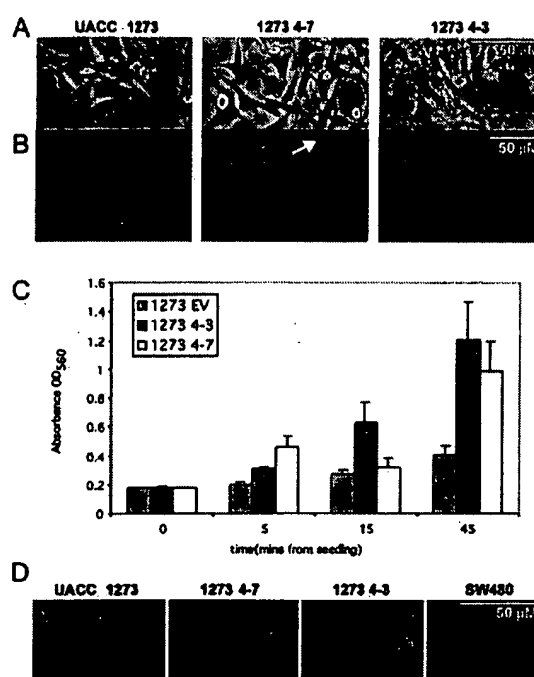 A
UACC 1273 1273 4-7 1273 4-3
B
50 µM
C
1.6
1.4
1.2
1
0.8
0.6
0.4
0.2
0
Absorbance OD560
1273 EV
1273 4-3
1273 4-7
0 5 15 45
time(mins from seeding)
D
UACC 1273 1273 4-7 1273 4-3 SW480
50 µM